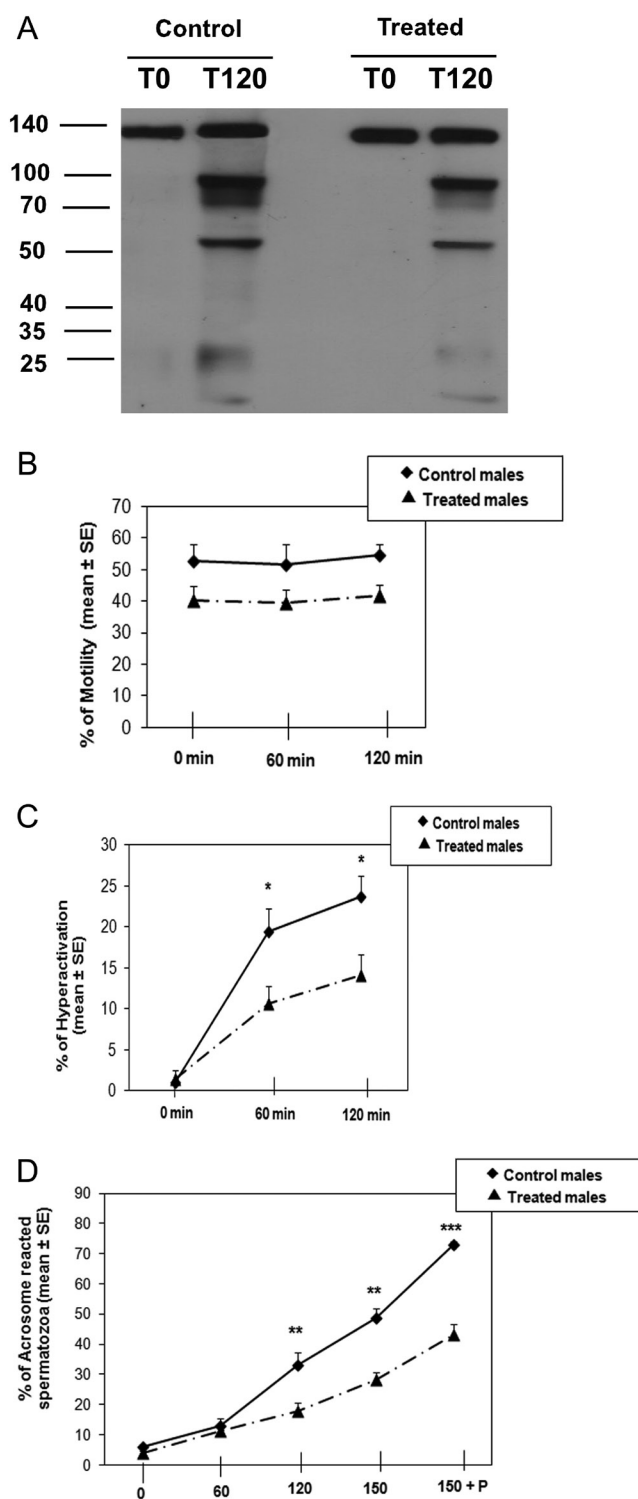 A
Control Treated
T0 T120 T0 T120
140
100
70
50
40
35
25
B
Control males
Treated males
% of Motility (mean ± SE)
70
60
50
40
30
20
10
0
0 min 60 min 120 min
C
Control males
Treated males
% of Hyperactivation
(mean ± SE)
30
25
20
15
10
5
0
* *
0 min 60 min 120 min
D
Control males
Treated males
% of Acrosome reacted
spermatozoa (mean ± SE)
90
80
70
60
50
40
30
20
10
0
** ** ***
0 60 120 150 150 + P